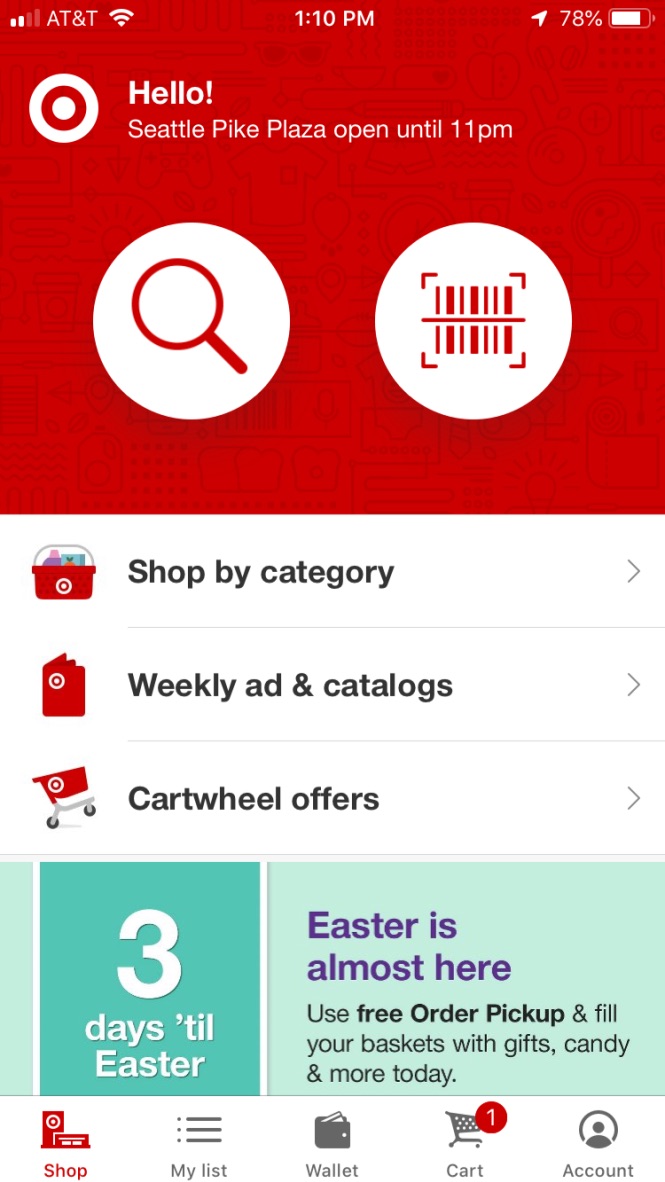 AT&T 1:10 PM 78%
Hello!
Seattle Pike Plaza open until 11pm
Shop by category
Weekly ad & catalogs
Cartwheel offers
3
days ’til
Easter
Easter is
almost here
Use free Order Pickup & fill
your baskets with gifts, candy
& more today.
1
Shop My list Wallet Cart Account